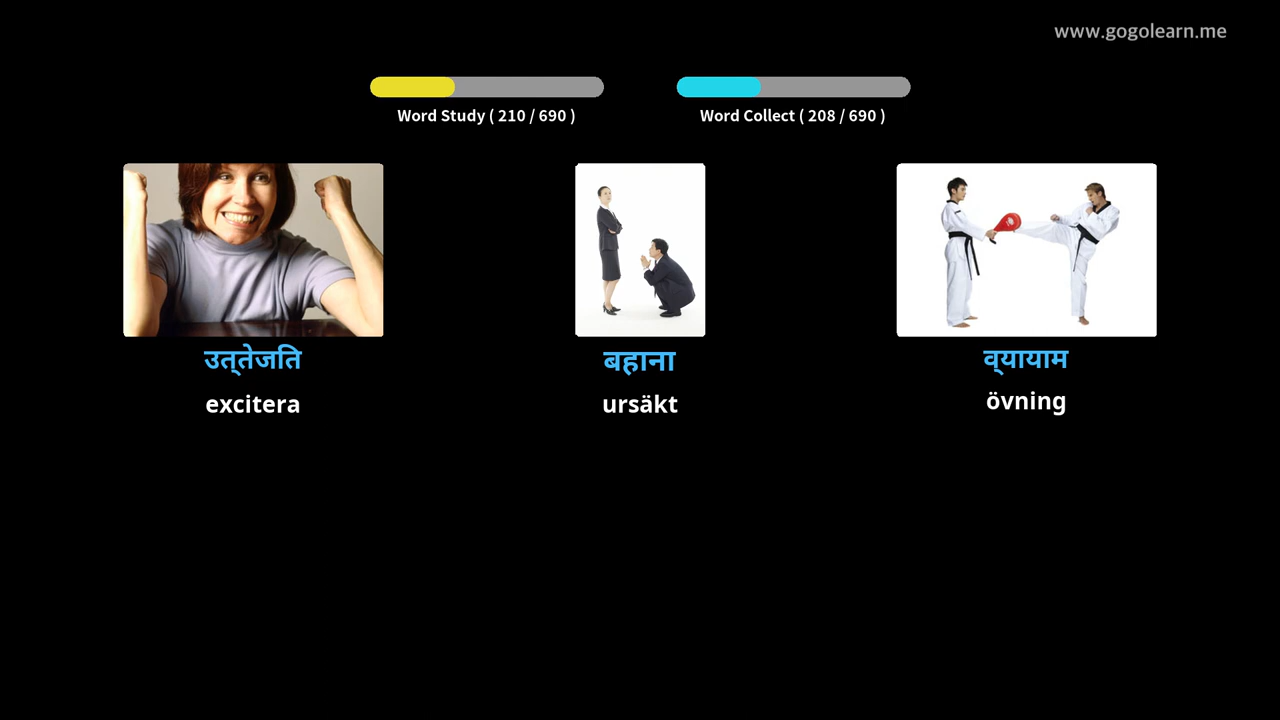 www.gogolearn.me
Word Study ( 210 / 690 )
Word Collect ( 208 / 690 )
उत्तेजति
बहाना
व्यायाम
excitera
ursäkt
övning